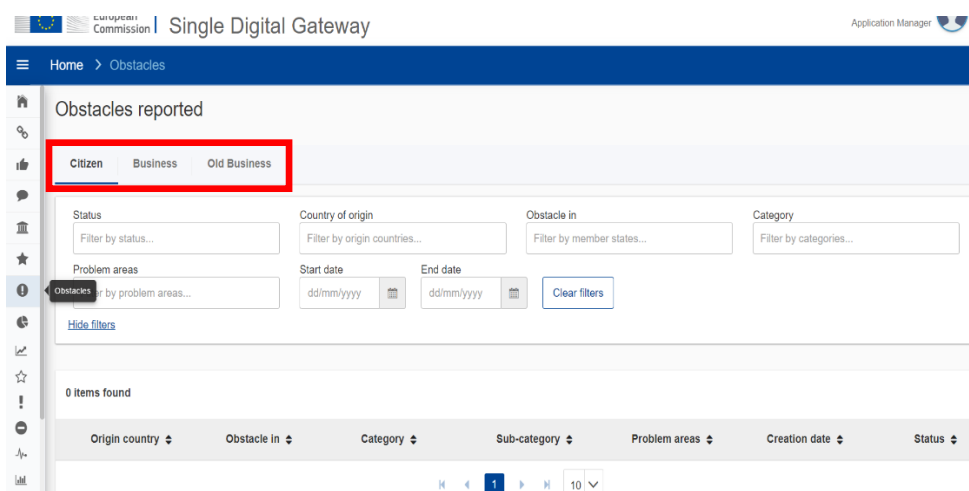 European
Commission
Single Digital Gateway
Application Manager
Home > Obstacles
Obstacles reported
Citizen Business Old Business
Status Country of origin Obstacle in Category
Filter by status... Filter by origin countries... Filter by member states... Filter by categories...
Problem areas Start date End date
by problem areas... dd/mm/yyyy dd/mm/yyyy Clear filters
Obstacles
Hide filters
0 items found
Origin country Obstacle in Category Sub-category Problem areas Creation date Status
1 10